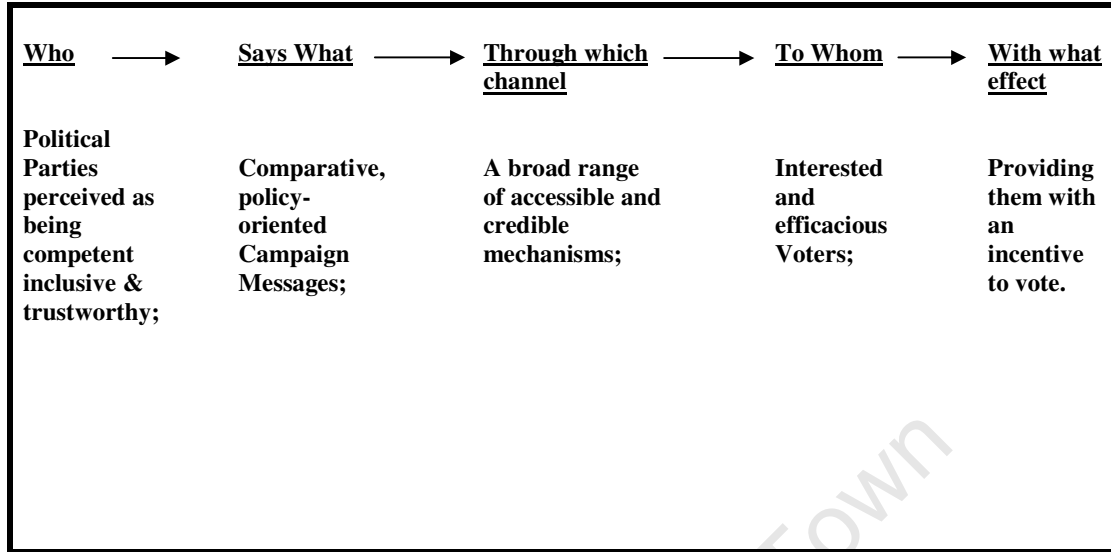 Who
Says What
Through which
channel
To Whom
With what
effect
Political
Parties
perceived as
being
competent
inclusive &
trustworthy;
Comparative,
policy-
oriented
Campaign
Messages;
A broad range
of accessible and
credible
mechanisms;
Interested
and
efficacious
Voters;
Providing
them with
an
incentive
to vote.
Town